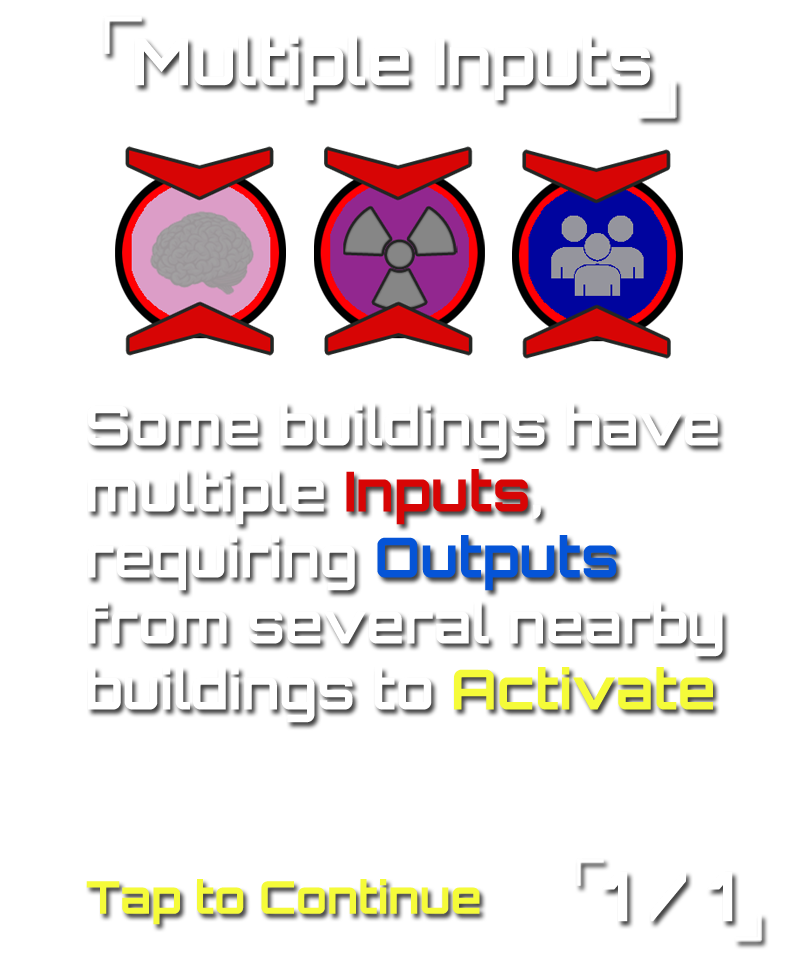 Multiple Inputs
Some buildings have
multiple Inputs,
requiring Outputs
from several nearby
buildings to Activate
Tap to Continue
1/1